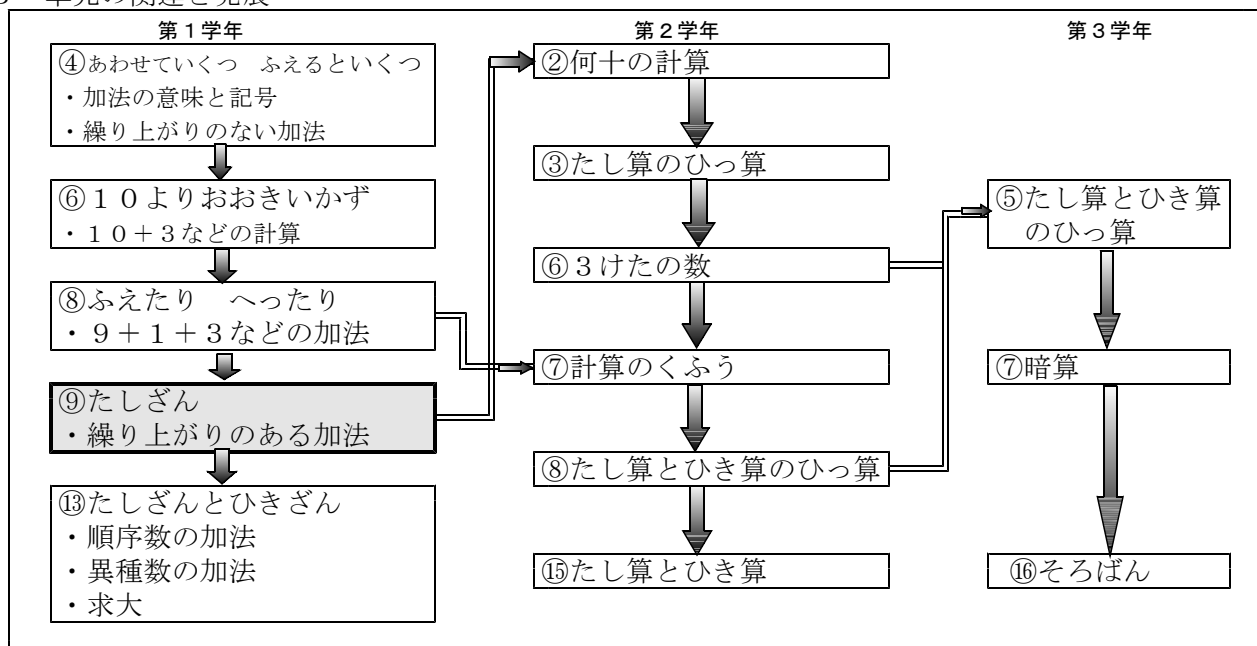 第１学年
④あわせていくつ　ふえるといくつ
・加法の意味と記号
・繰り上がりのない加法
⑥１０よりおおきいかず
・１０＋３などの計算
⑧ふえたり　へったり
・９＋１＋３などの加法
⑨たしざん
・繰り上がりのある加法
⑬たしざんとひきざん
・順序数の加法
・異種数の加法
・求大
第２学年
②何十の計算
③たし算のひっ算
⑥３けたの数
⑦計算のくふう
⑧たし算とひき算のひっ算
⑮たし算とひき算
第３学年
⑤たし算とひき算
のひっ算
⑦暗算
⑯そろばん